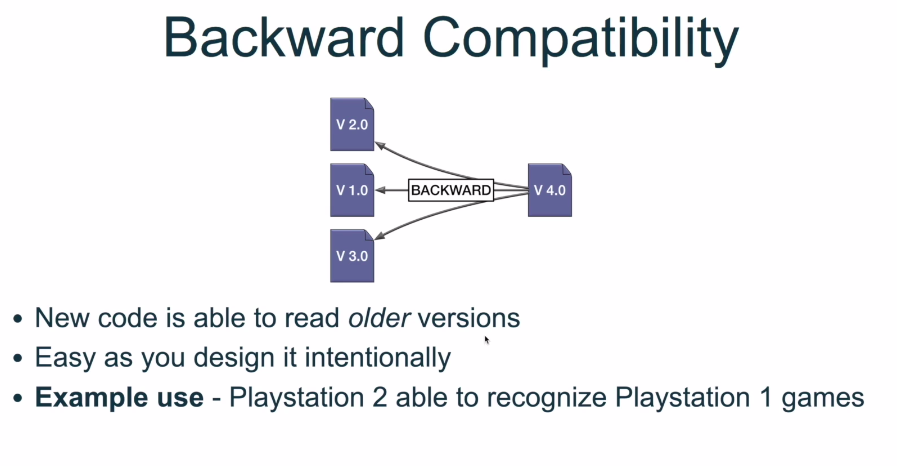 Backward Compatibility
V 2.0
V 1.0
BACKWARD
V 4.0
V 3.0
• New code is able to read older versions
• Easy as you design it intentionally
• Example use - Playstation 2 able to recognize Playstation 1 games